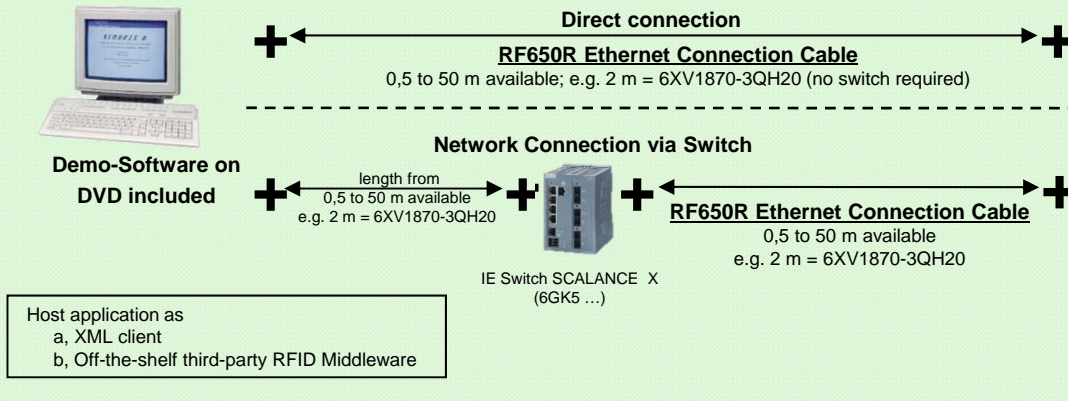 Direct connection
RF650R Ethernet Connection Cable
0,5 to 50 m available; e.g. 2 m = 6XV1870-3QH20 (no switch required)
Demo-Software on
DVD included
Network Connection via Switch
length from
0,5 to 50 m available
e.g. 2 m = 6XV1870-3QH20
IE Switch SCALANCE X
(6GK5 ...)
RF650R Ethernet Connection Cable
0,5 to 50 m available
e.g. 2 m = 6XV1870-3QH20
Host application as
a, XML client
b, Off-the-shelf third-party RFID Middleware